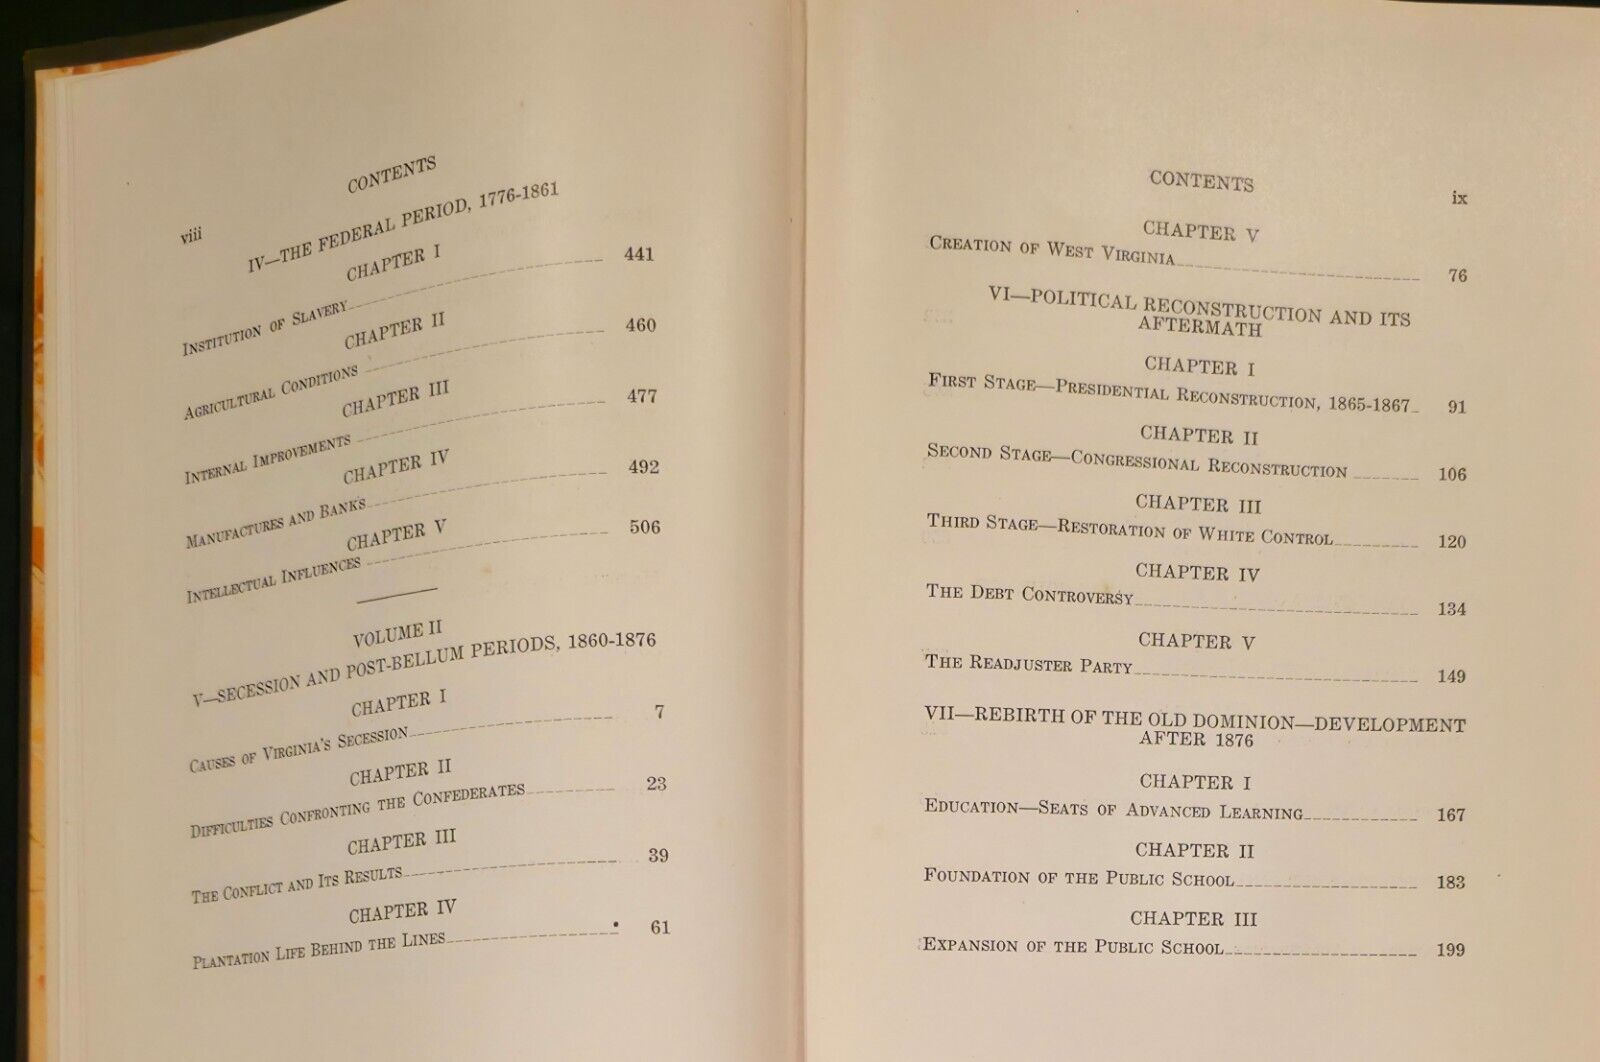 viii
CONTENTS
IV—THE FEDERAL PERIOD, 1776-1861
CHAPTER I
INSTITUTION OF SLAVERY 441
CHAPTER II
AGRICULTURAL CONDITIONS 460
CHAPTER III
INTERNAL IMPROVEMENTS 477
CHAPTER IV
MANUFACTURES AND BANKS 492
CHAPTER V
INTELLECTUAL INFLUENCES 506
VOLUME II
V—SECESSION AND POST-BELLUM PERIODS, 1860-1876
CHAPTER I
CAUSES OF VIRGINIA'S SECESSION 7
CHAPTER II
DIFFICULTIES CONFRONTING THE CONFEDERATES 23
CHAPTER III
THE CONFLICT AND ITS RESULTS 39
CHAPTER IV
PLANTATION LIFE BEHIND THE LINES 61
CONTENTS
ix
CHAPTER V
CREATION OF WEST VIRGINIA 76
VI—POLITICAL RECONSTRUCTION AND ITS
AFTERMATH
CHAPTER I
FIRST STAGE—PRESIDENTIAL RECONSTRUCTION, 1865-1867 91
CHAPTER II
SECOND STAGE—CONGRESSIONAL RECONSTRUCTION 106
CHAPTER III
THIRD STAGE—RESTORATION OF WHITE CONTROL 120
CHAPTER IV
THE DEBT CONTROVERSY 134
CHAPTER V
THE READJUSTER PARTY 149
VII—REBIRTH OF THE OLD DOMINION—DEVELOPMENT
AFTER 1876
CHAPTER I
EDUCATION—SEATS OF ADVANCED LEARNING 167
CHAPTER II
FOUNDATION OF THE PUBLIC SCHOOL 183
CHAPTER III
EXPANSION OF THE PUBLIC SCHOOL 199